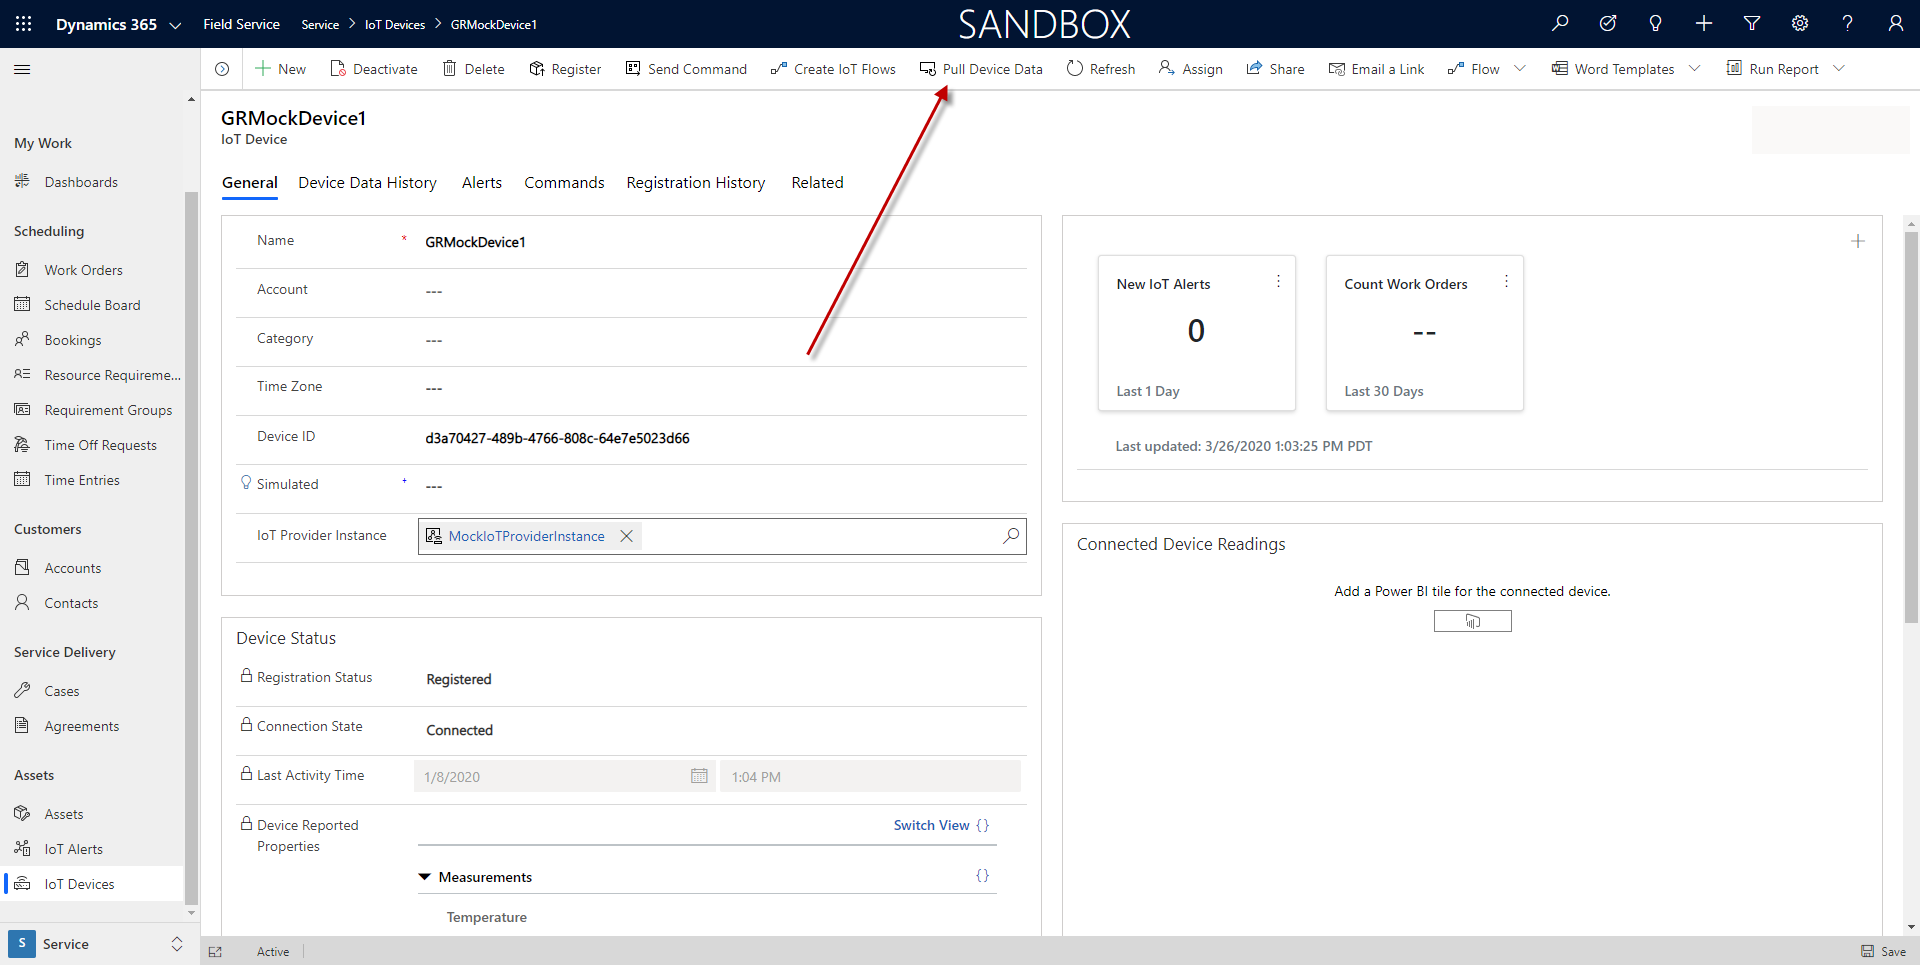 Dynamics 365 Field Service Service IoT Devices GRMockDevice1 SANDBOX
New Deactivate Delete Register Send Command Create IoT Flows Pull Device Data Refresh Assign Share Email a Link Flow Word Templates Run Report
My Work
Dashboards
Scheduling
Work Orders
Schedule Board
Bookings
Resource Requireme...
Requirement Groups
Time Off Requests
Time Entries
Customers
Accounts
Contacts
Service Delivery
Cases
Agreements
Assets
Assets
IoT Alerts
IoT Devices
S Service
GRMockDevice1
IoT Device
General Device Data History Alerts Commands Registration History Related
Name * GRMockDevice1
Account ---
Category ---
Time Zone ---
Device ID d3a70427-489b-4766-808c-64e7e5023d66
Simulated + ---
IoT Provider Instance MockIoTProviderInstance
Device Status
Registration Status Registered
Connection State Connected
Last Activity Time 1/8/2020 1:04 PM
Device Reported
Properties
Switch View {}
Measurements {}
Temperature
New IoT Alerts
0
Last 1 Day
Count Work Orders
--
Last 30 Days
Last updated: 3/26/2020 1:03:25 PM PDT
Connected Device Readings
Add a Power BI tile for the connected device.
Active
Save